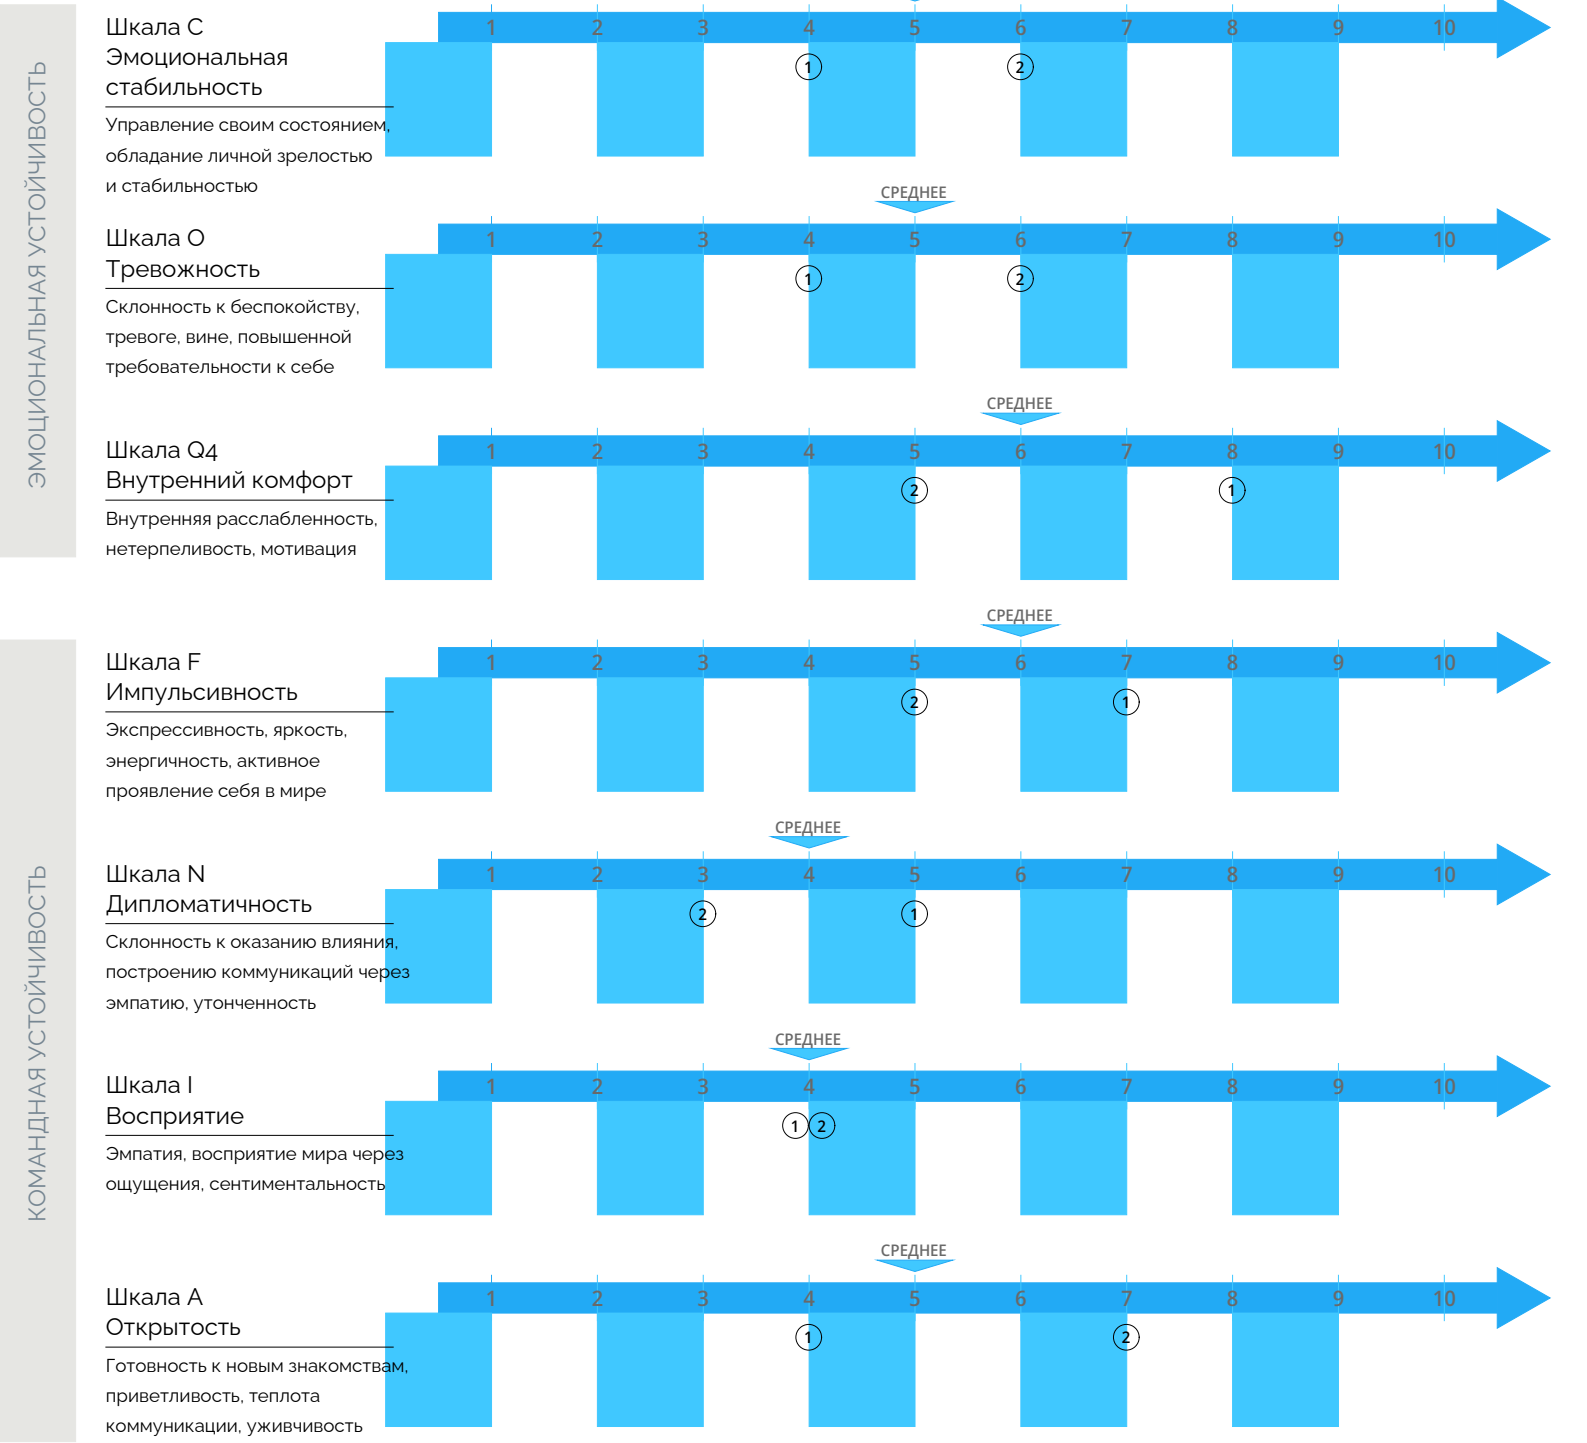 ЭМОЦИОНАЛЬНАЯ УСТОЙЧИВОСТЬ
Шкала C
Эмоциональная
стабильность
Управление своим состоянием,
обладание личной зрелостью
и стабильностью
1 2 3 4 5 6 7 8 9 10
1 2
СРЕДНЕЕ
Шкала O
Тревожность
Склонность к беспокойству,
тревоге, вине, повышенной
требовательности к себе
1 2 3 4 5 6 7 8 9 10
1 2
СРЕДНЕЕ
Шкала Q4
Внутренний комфорт
Внутренняя расслабленность,
нетерпеливость, мотивация
1 2 3 4 5 6 7 8 9 10
2 1
КОМАНДНАЯ УСТОЙЧИВОСТЬ
СРЕДНЕЕ
Шкала F
Импульсивность
Экспрессивность, яркость,
энергичность, активное
проявление себя в мире
1 2 3 4 5 6 7 8 9 10
2 1
СРЕДНЕЕ
Шкала N
Дипломатичность
Склонность к оказанию влияния,
построению коммуникаций через
эмпатию, утонченность
1 2 3 4 5 6 7 8 9 10
2 1
СРЕДНЕЕ
Шкала I
Восприятие
Эмпатия, восприятие мира через
ощущения, сентиментальность
1 2 3 4 5 6 7 8 9 10
1 2
СРЕДНЕЕ
Шкала A
Открытость
Готовность к новым знакомствам,
приветливость, теплота
коммуникации, уживчивость
1 2 3 4 5 6 7 8 9 10
1 2